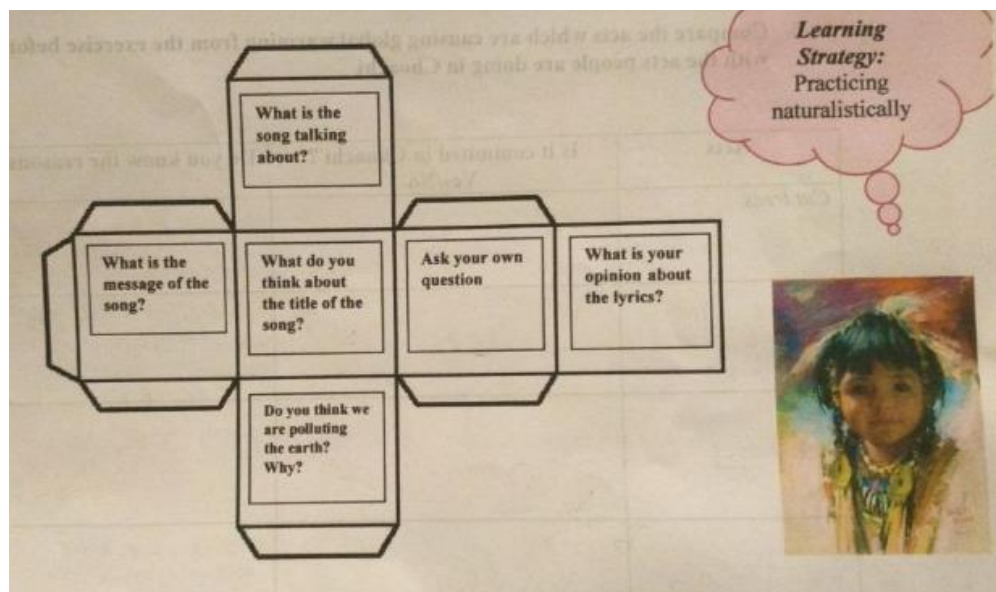 Learning
Strategy:
Practicing
naturalistically
What is the
song talking
about?
What is the
message of the
song?
What do you
think about
the title of the
song?
Ask your own
question
What is your
opinion about
the lyrics?
Do you think we
are polluting
the earth?
Why?